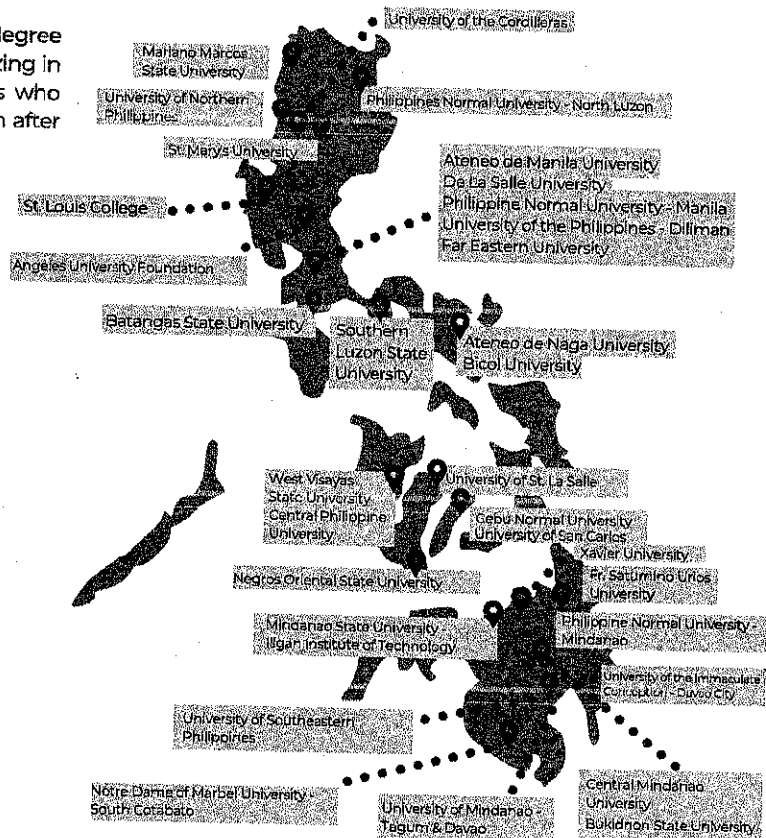 egree
ing in
s who
n after
University of the Cordilleras
Mariano Marcos
State University
University of Northern
Philippines
Philippines Normal University - North Luzon
St. Marys University
Ateneo de Manila University
De La Salle University
Philippine Normal University - Manila
University of the Philippines - Diliman
Far Eastern University
St. Louis College
Angeles University Foundation
Batangas State University
Southern
Luzon State
University
Ateneo de Naga University
Bicol University
West Visayas
State University
Central Philippine
University
University of St. La Salle
Cebu Normal University
University of San Carlos
Xavier University
Fr. Saturnino Urios
University
Negros Oriental State University
Mindanao State University -
Iligan Institute of Technology
Philippine Normal University -
Mindanao
University of the Immaculate
Conception - Davao City
University of Southeastern
Philippines
Notre Dame of Marbel University -
South Cotabato
University of Mindanao -
Tagum & Davao
Central Mindanao
University
Bukidnon State University